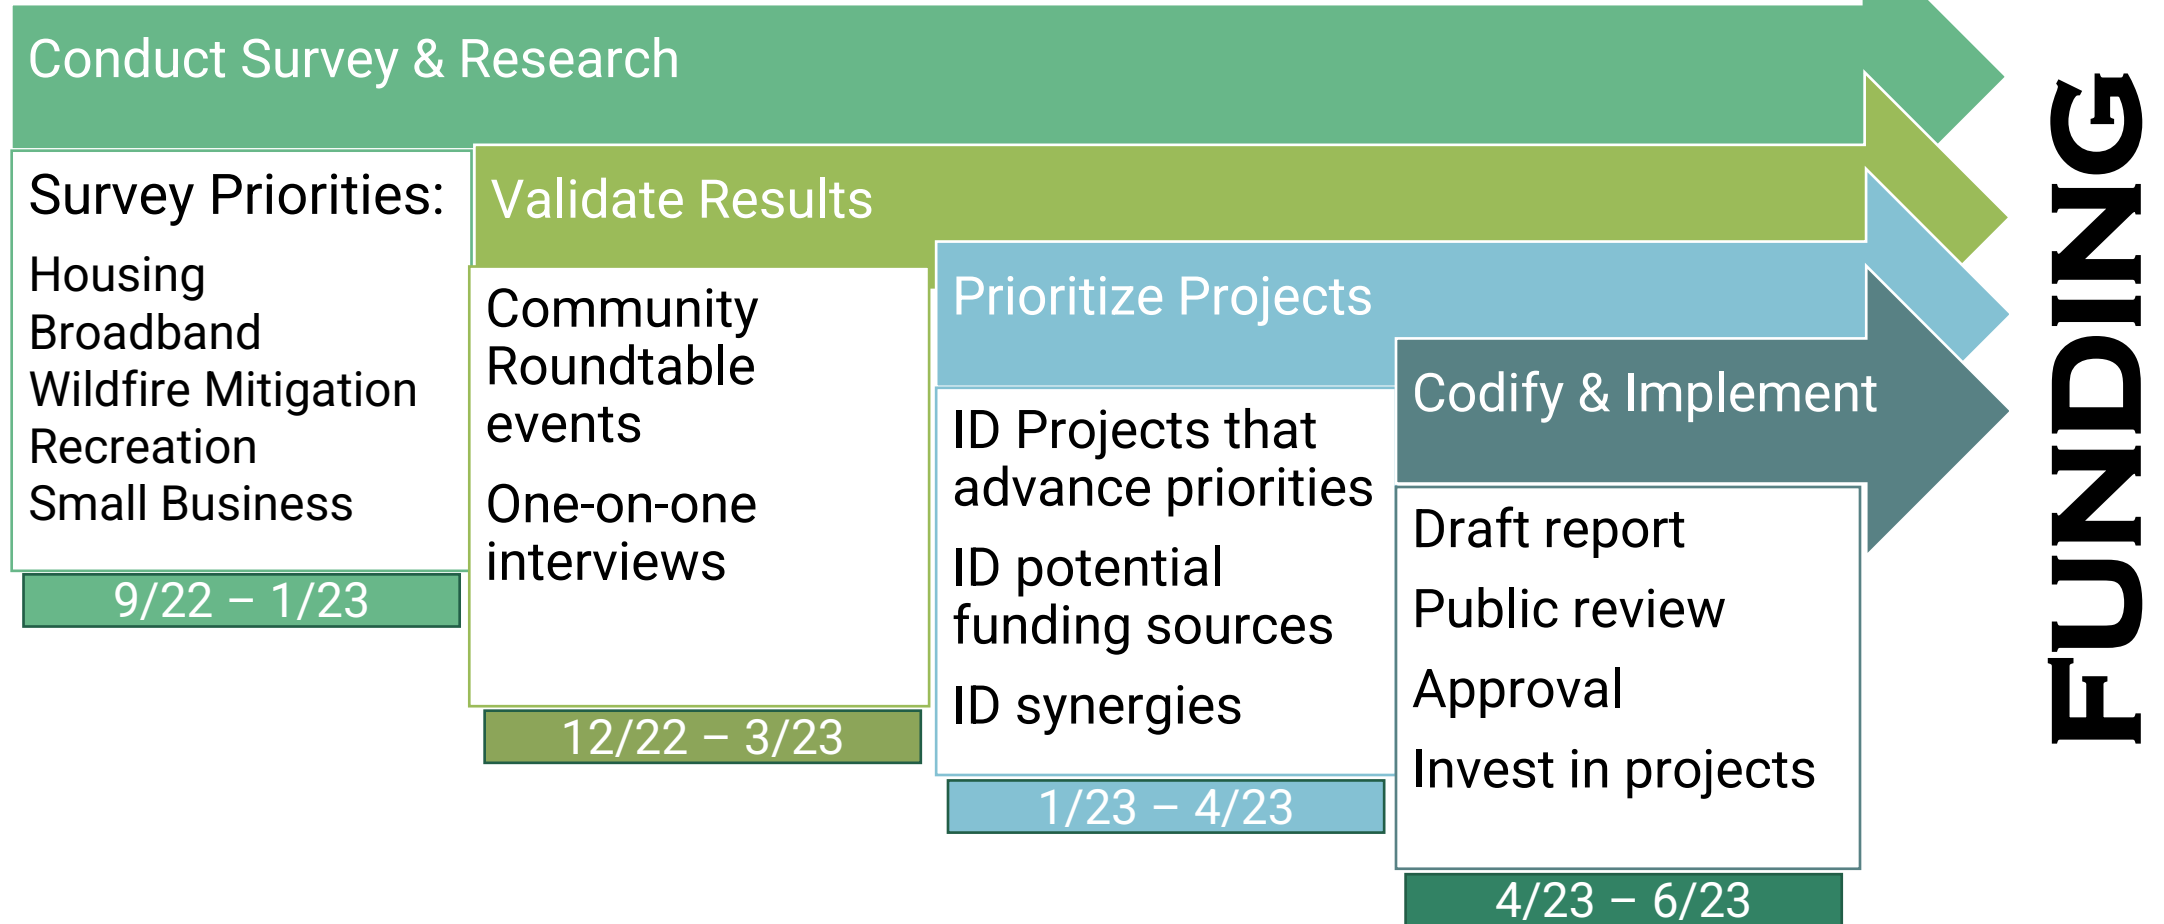 Conduct Survey & Research
Survey Priorities:
Housing
Broadband
Wildfire Mitigation
Recreation
Small Business
9/22 – 1/23
Validate Results
Community
Roundtable
events
One-on-one
interviews
12/22 – 3/23
Prioritize Projects
ID Projects that
advance priorities
ID potential
funding sources
ID synergies
1/23 – 4/23
Codify & Implement
Draft report
Public review
Approval
Invest in projects
4/23 – 6/23
FUNDING